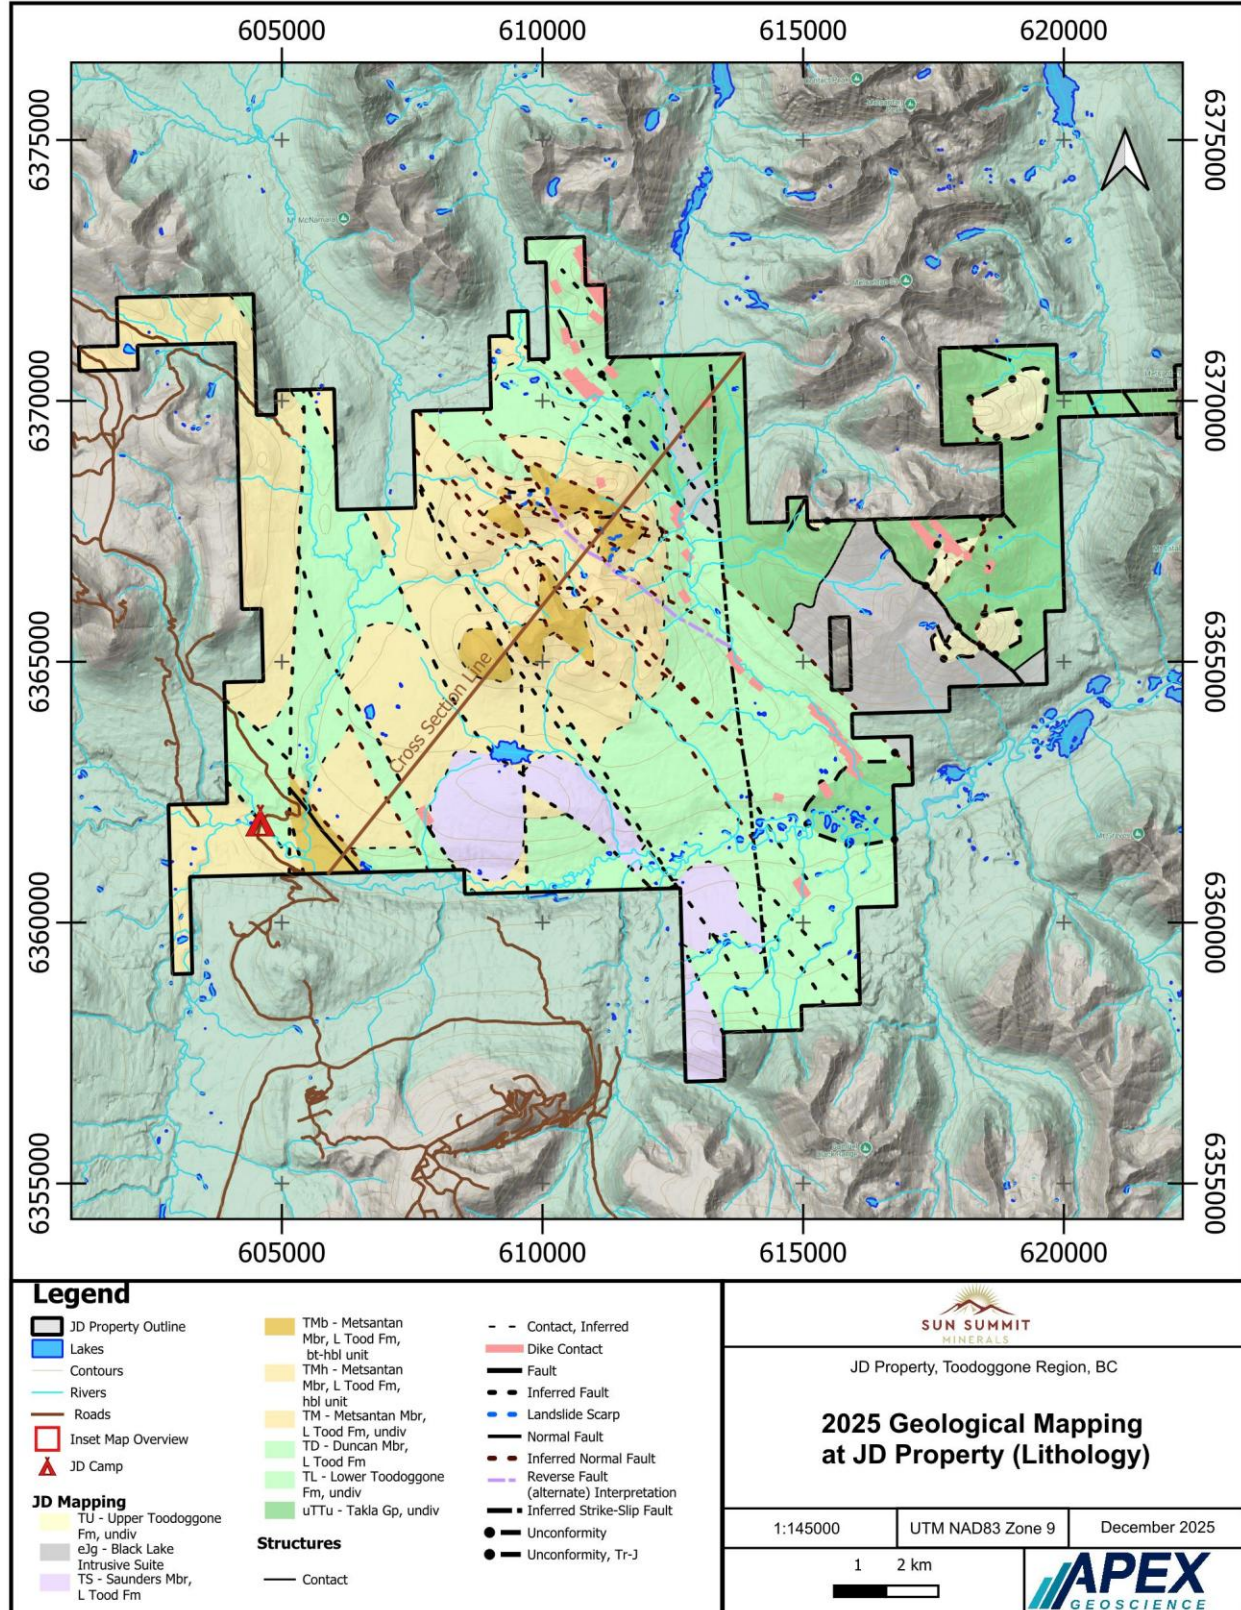 605000
610000
615000
620000
6375000
6375000
Mt McNamara
6370000
6370000
6365000
6365000
Cross Section Line
6360000
6360000
6355000
6355000
605000
610000
615000
620000
Legend
JD Property Outline
Lakes
Contours
Rivers
Roads
Inset Map Overview
JD Camp
JD Mapping
TU - Upper Toodoggone
Fm, undiv
eJg - Black Lake
Intrusive Suite
TS - Saunders Mbr,
L Tood Fm
TMb - Metsantan
Mbr, L Tood Fm,
bt-hbl unit
TMh - Metsantan
Mbr, L Tood Fm,
hbl unit
TM - Metsantan Mbr,
L Tood Fm, undiv
TD - Duncan Mbr,
L Tood Fm
TL - Lower Toodoggone
Fm, undiv
uTTu - Takla Gp, undiv
Structures
Contact
Contact, Inferred
Dike Contact
Fault
Inferred Fault
Landslide Scarp
Normal Fault
Inferred Normal Fault
Reverse Fault
(alternate) Interpretation
Inferred Strike-Slip Fault
Unconformity
Unconformity, Tr-J
SUN SUMMIT
MINERALS
JD Property, Toodoggone Region, BC
2025 Geological Mapping
at JD Property (Lithology)
1:145000
UTM NAD83 Zone 9
December 2025
1
2 km
APEX
GEOSCIENCE